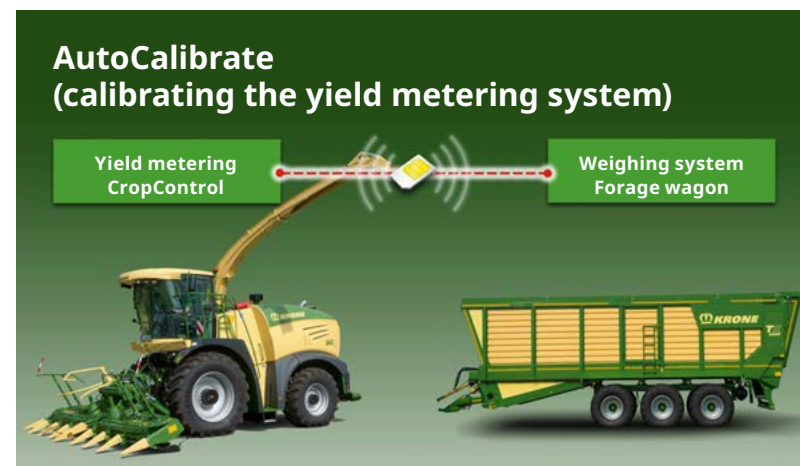 AutoCalibrate
(calibrating the yield metering system)
Yield metering
CropControl
Weighing system
Forage wagon
KRONE
KRONE